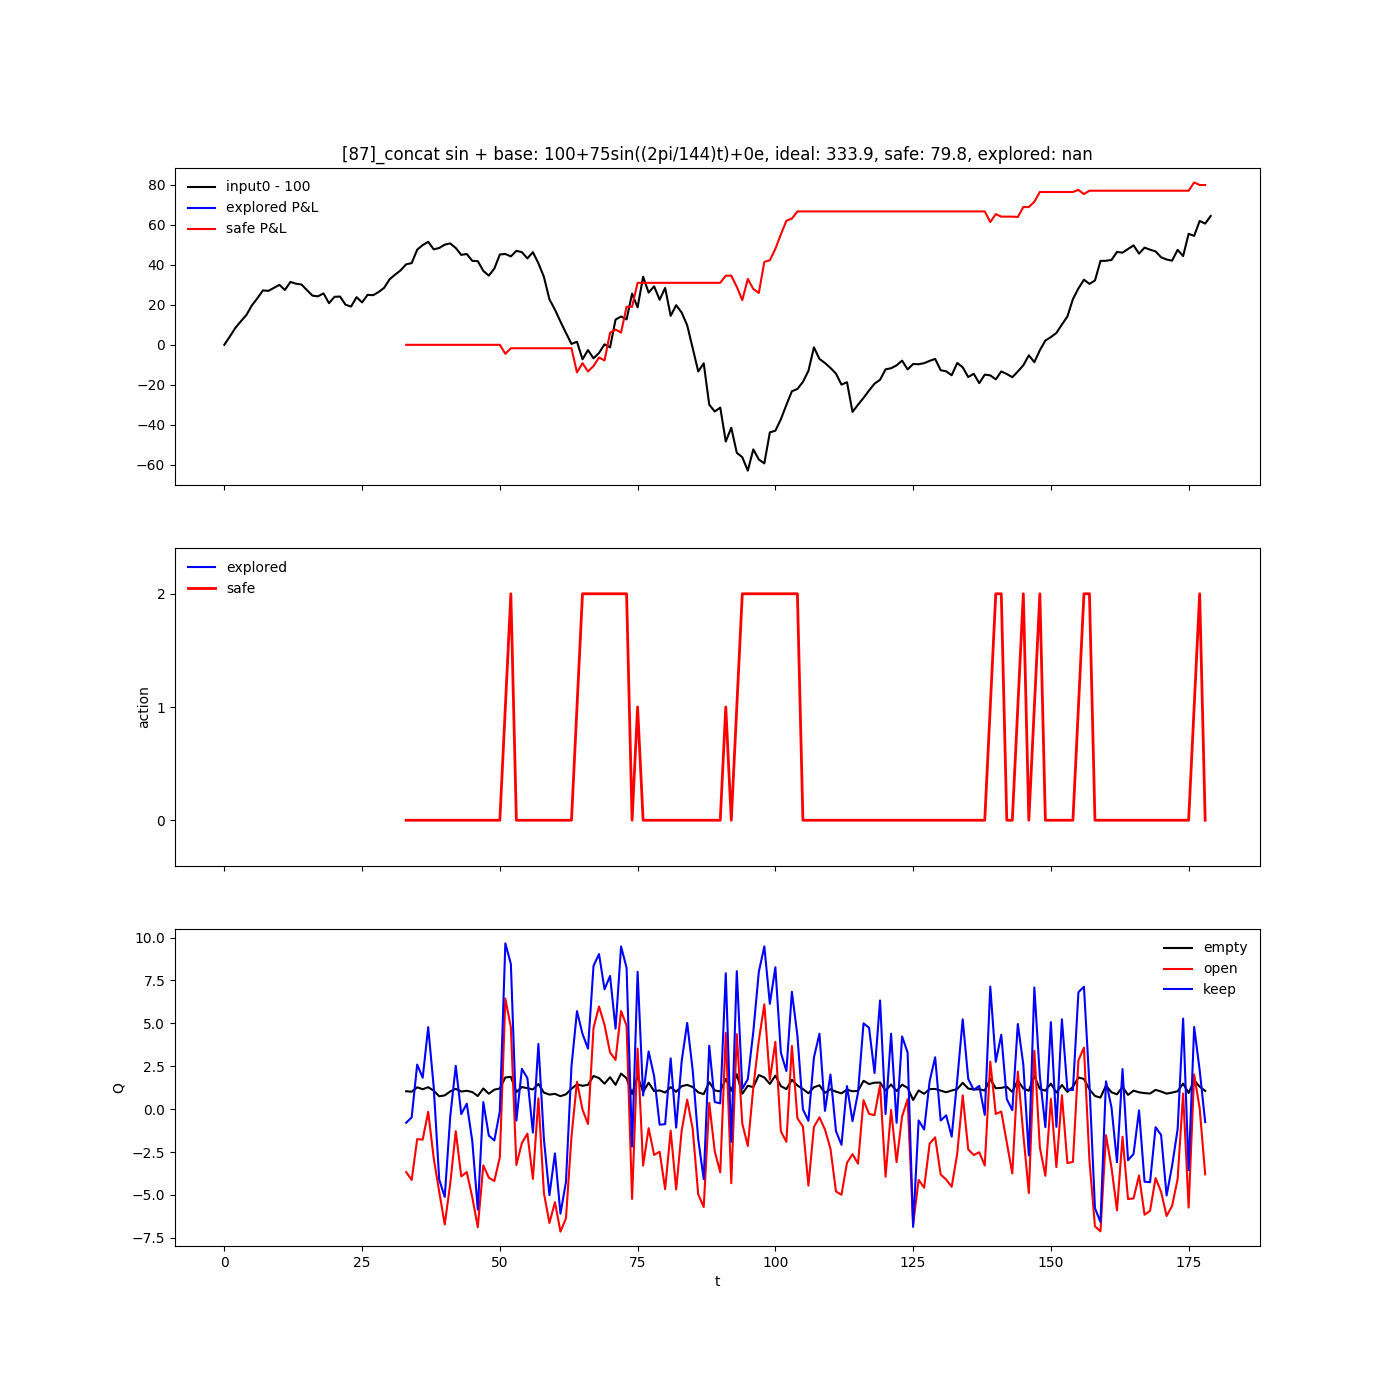 [87]_concat sin + base: 100+75sin((2pi/144)t)+0e, ideal: 333.9, safe: 79.8, explored: nan
input0 - 100
explored P&L
safe P&L
80
60
40
20
0
−20
−40
−60
explored
safe
2
1
0
action
empty
open
keep
10.0
7.5
5.0
2.5
0.0
−2.5
−5.0
−7.5
Q
0 25 50 75 100 125 150 175
t